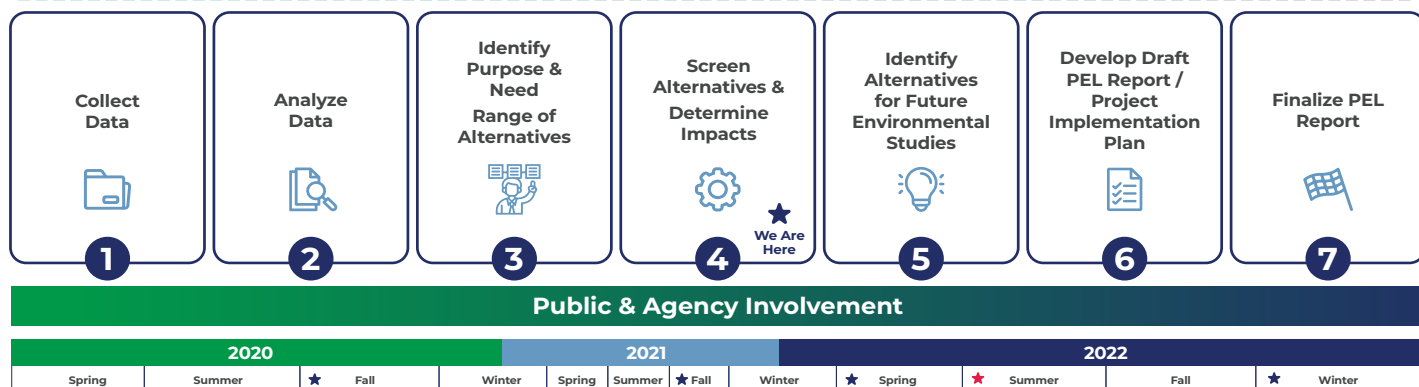 Collect
Data
1
Analyze
Data
2
Identify
Purpose &
Need
Range of
Alternatives
3
Screen
Alternatives &
Determine
Impacts
We Are
Here
4
Identify
Alternatives
for Future
Environmental
Studies
5
Develop Draft
PEL Report /
Project
Implementation
Plan
6
Finalize PEL
Report
7
Public & Agency Involvement
2020 2021 2022
Spring Summer Fall Winter Spring Summer Fall Winter Spring Summer Fall Winter